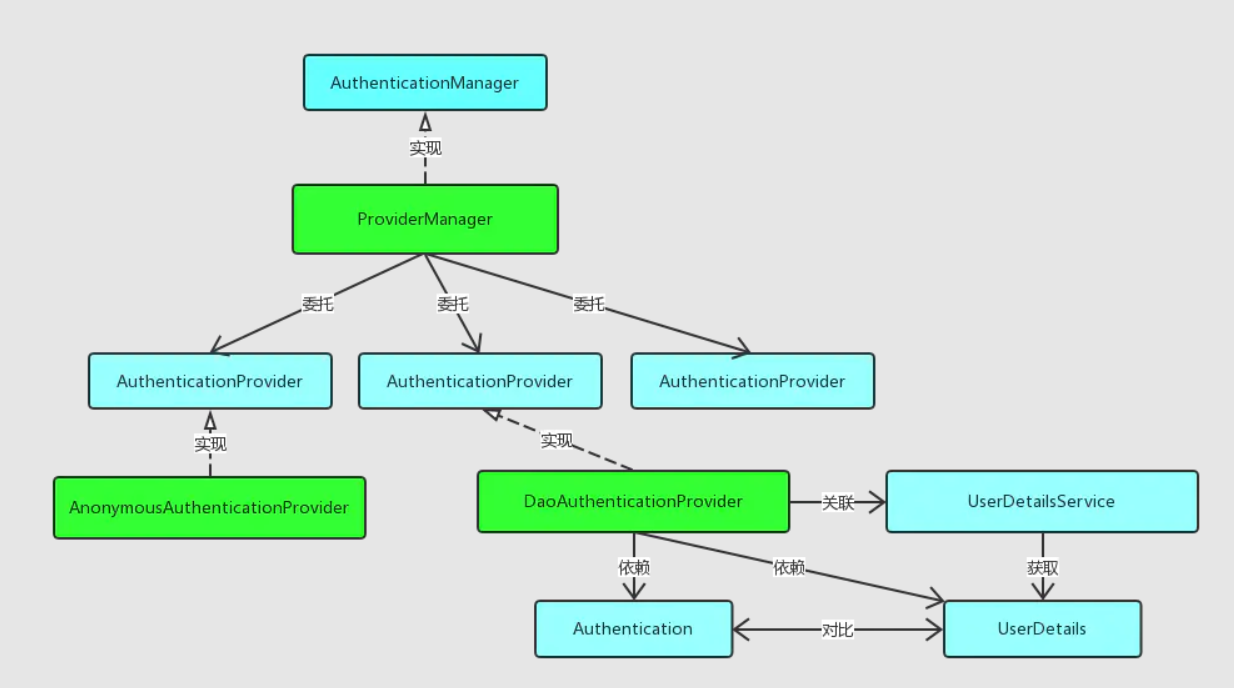 AuthenticationManager
实现
ProviderManager
委托
委托
委托
AuthenticationProvider
AuthenticationProvider
AuthenticationProvider
实现
实现
AnonymousAuthenticationProvider
DaoAuthenticationProvider
关联
UserDetailsService
依赖
依赖
获取
Authentication
对比
UserDetails